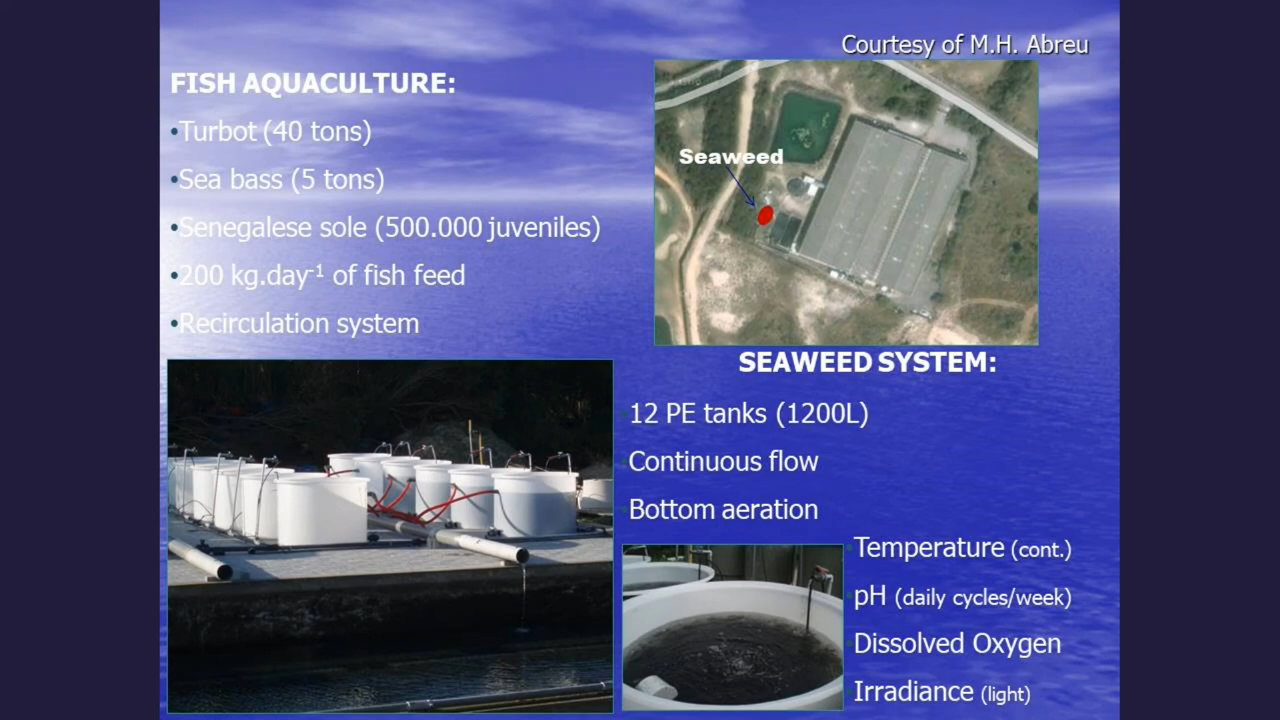 Courtesy of M.H. Abreu
FISH AQUACULTURE:
•Turbot (40 tons)
•Sea bass (5 tons)
•Senegalese sole (500.000 juveniles)
•200 kg.day-1 of fish feed
•Recirculation system
Seaweed
SEAWEED SYSTEM:
•12 PE tanks (1200L)
•Continuous flow
•Bottom aeration
•Temperature (cont.)
•pH (daily cycles/week)
•Dissolved Oxygen
•Irradiance (light)